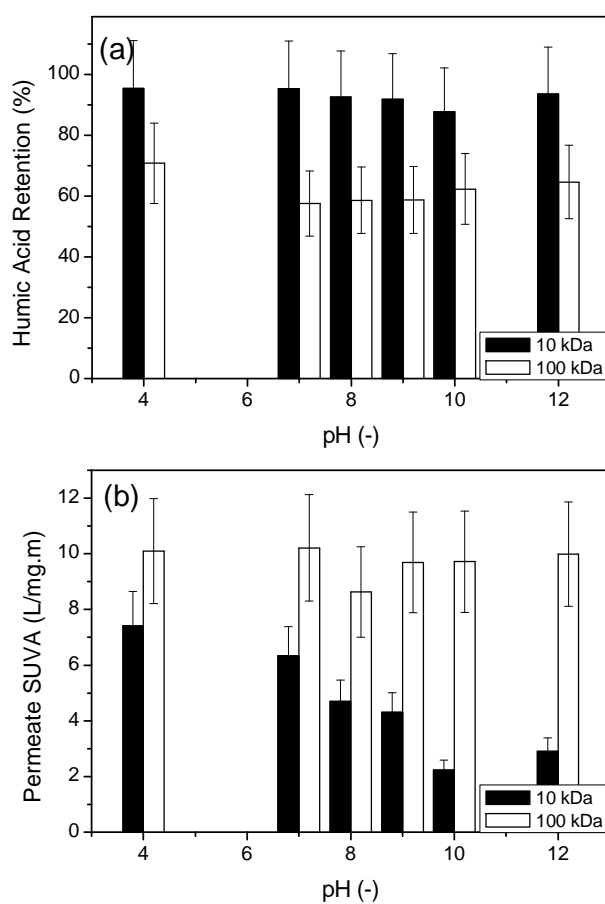 (a)
100
80
60
40
20
0
Humic Acid Retention (%)
4 6 8 10 12
pH (-)
10 kDa
100 kDa
(b)
12
10
8
6
4
2
0
Permeate SUVA (L/mg.m)
4 6 8 10 12
pH (-)
10 kDa
100 kDa